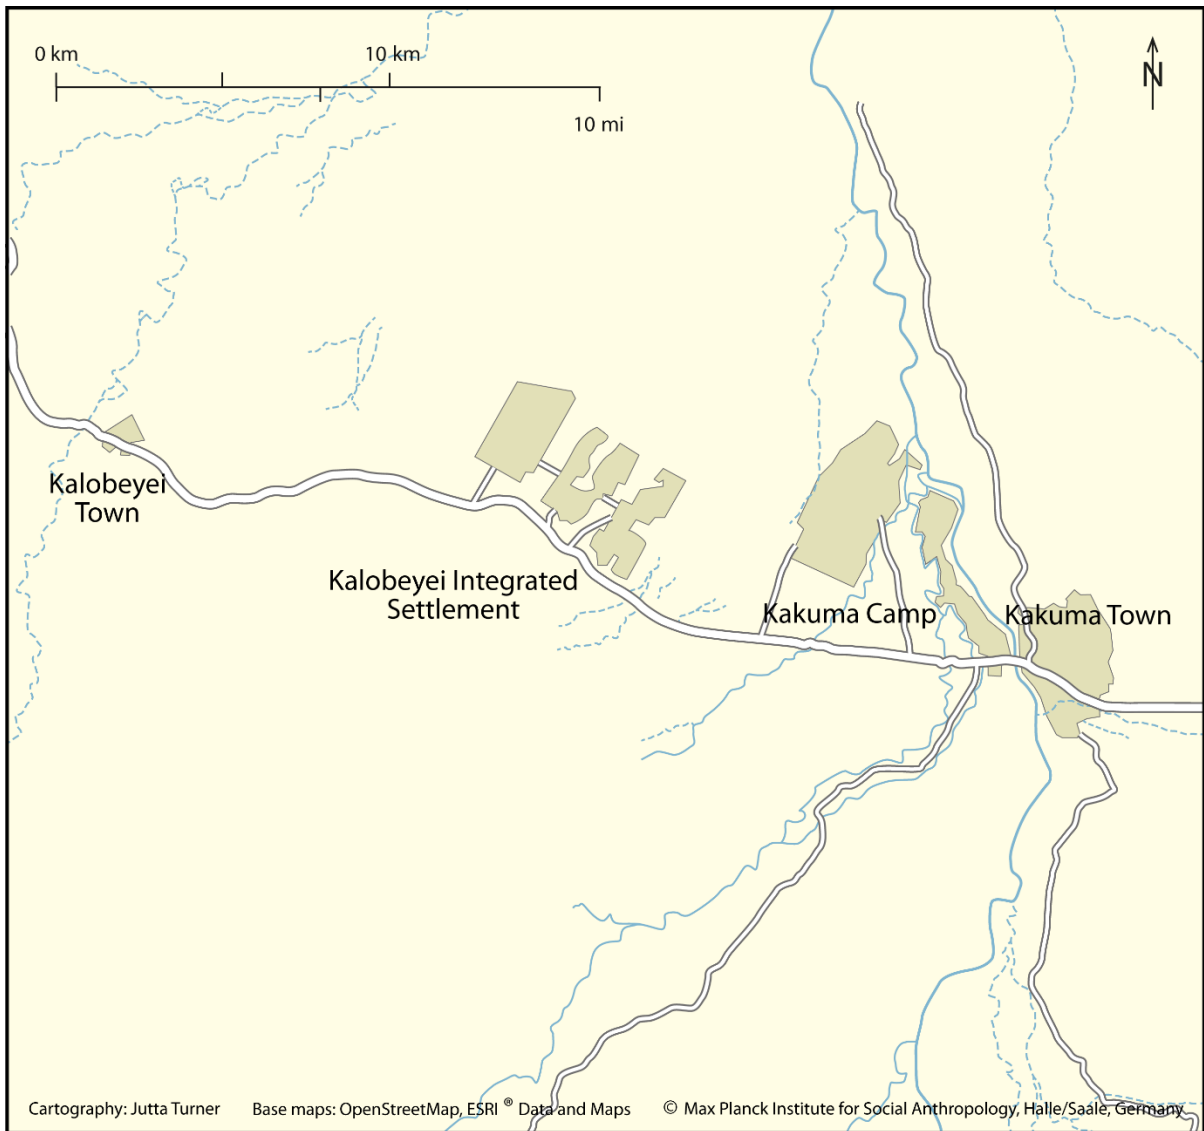 0 km 10 km
10 mi
N
Kalobeyei
Town
Kalobeyei Integrated
Settlement
Kakuma Camp
Kakuma Town
Cartography: Jutta Turner Base maps: OpenStreetMap, ESRI ® Data and Maps © Max Planck Institute for Social Anthropology, Halle/Saale, Germany